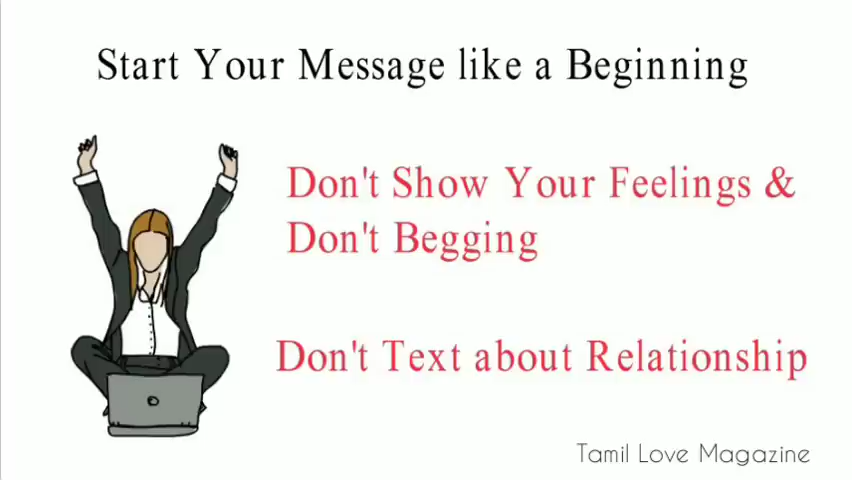 Start Your Message like a Beginning
Don't Show Your Feelings &
Don't Begging
Don't Text about Relationship
Tamil Love Magazine